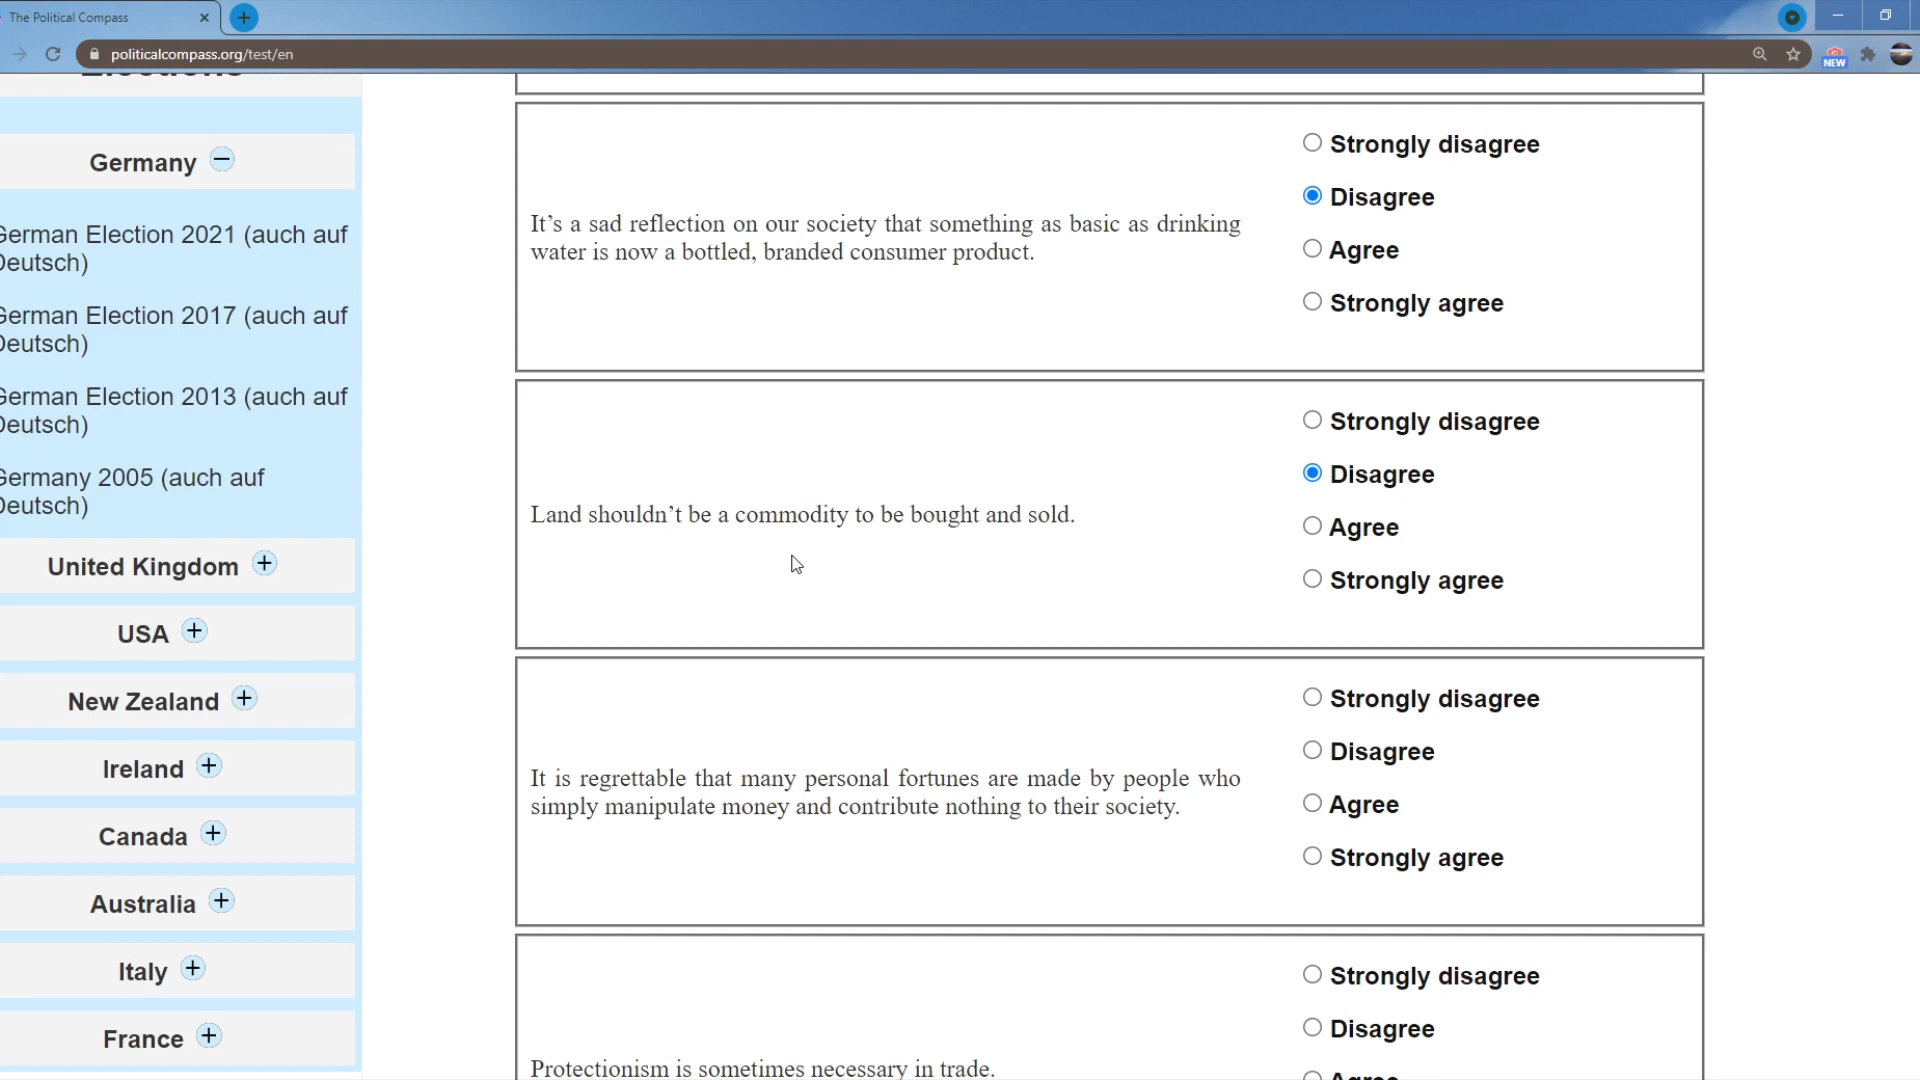 The Political Compass
politicalcompass.org/test/en
NEW
Germany
German Election 2021 (auch auf
Deutsch)
German Election 2017 (auch auf
Deutsch)
German Election 2013 (auch auf
Deutsch)
Germany 2005 (auch auf
Deutsch)
United Kingdom
USA
New Zealand
Ireland
Canada
Australia
Italy
France
It’s a sad reflection on our society that something as basic as drinking
water is now a bottled, branded consumer product.
Strongly disagree
Disagree
Agree
Strongly agree
Land shouldn’t be a commodity to be bought and sold.
Strongly disagree
Disagree
Agree
Strongly agree
It is regrettable that many personal fortunes are made by people who
simply manipulate money and contribute nothing to their society.
Strongly disagree
Disagree
Agree
Strongly agree
Protectionism is sometimes necessary in trade.
Strongly disagree
Disagree
Agree